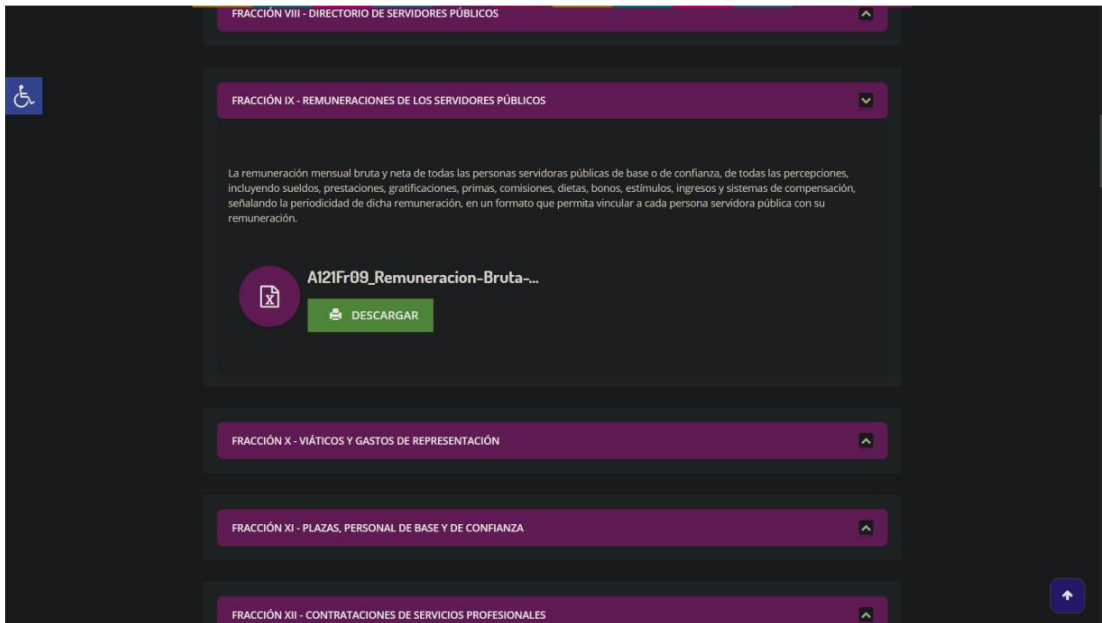 FRACCIÓN VIII - DIRECTORIO DE SERVIDORES PÚBLICOS
FRACCIÓN IX - REMUNERACIONES DE LOS SERVIDORES PÚBLICOS
La remuneración mensual bruta y neta de todas las personas servidoras públicas de base o de confianza, de todas las percepciones,
incluyendo sueldos, prestaciones, gratificaciones, primas, comisiones, dietas, bonos, estímulos, ingresos y sistemas de compensación,
señalando la periodicidad de dicha remuneración, en un formato que permita vincular a cada persona servidora pública con su
remuneración.
A121Fr09_Remuneracion-Bruta-...
DESCARGAR
FRACCIÓN X - VIÁTICOS Y GASTOS DE REPRESENTACIÓN
FRACCIÓN XI - PLAZAS, PERSONAL DE BASE Y DE CONFIANZA
FRACCIÓN XII - CONTRATACIONES DE SERVICIOS PROFESIONALES